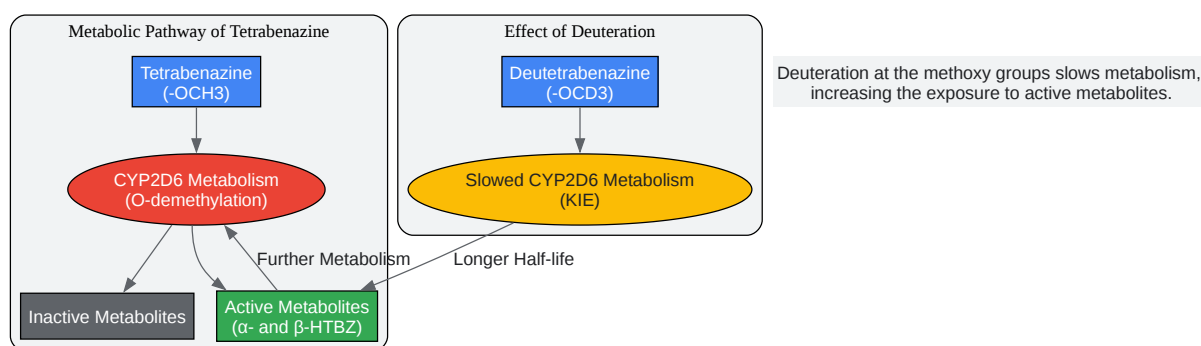 Metabolic Pathway of Tetrabenazine
Tetrabenazine
(-OCH3)
CYP2D6 Metabolism
(O-demethylation)
Further Metabolism
Inactive Metabolites
Active Metabolites
(α- and β-HTBZ)
Effect of Deuteration
Deutetrabenazine
(-OCD3)
Slowed CYP2D6 Metabolism
(KIE)
Longer Half-life
Deuteration at the methoxy groups slows metabolism,
increasing the exposure to active metabolites.